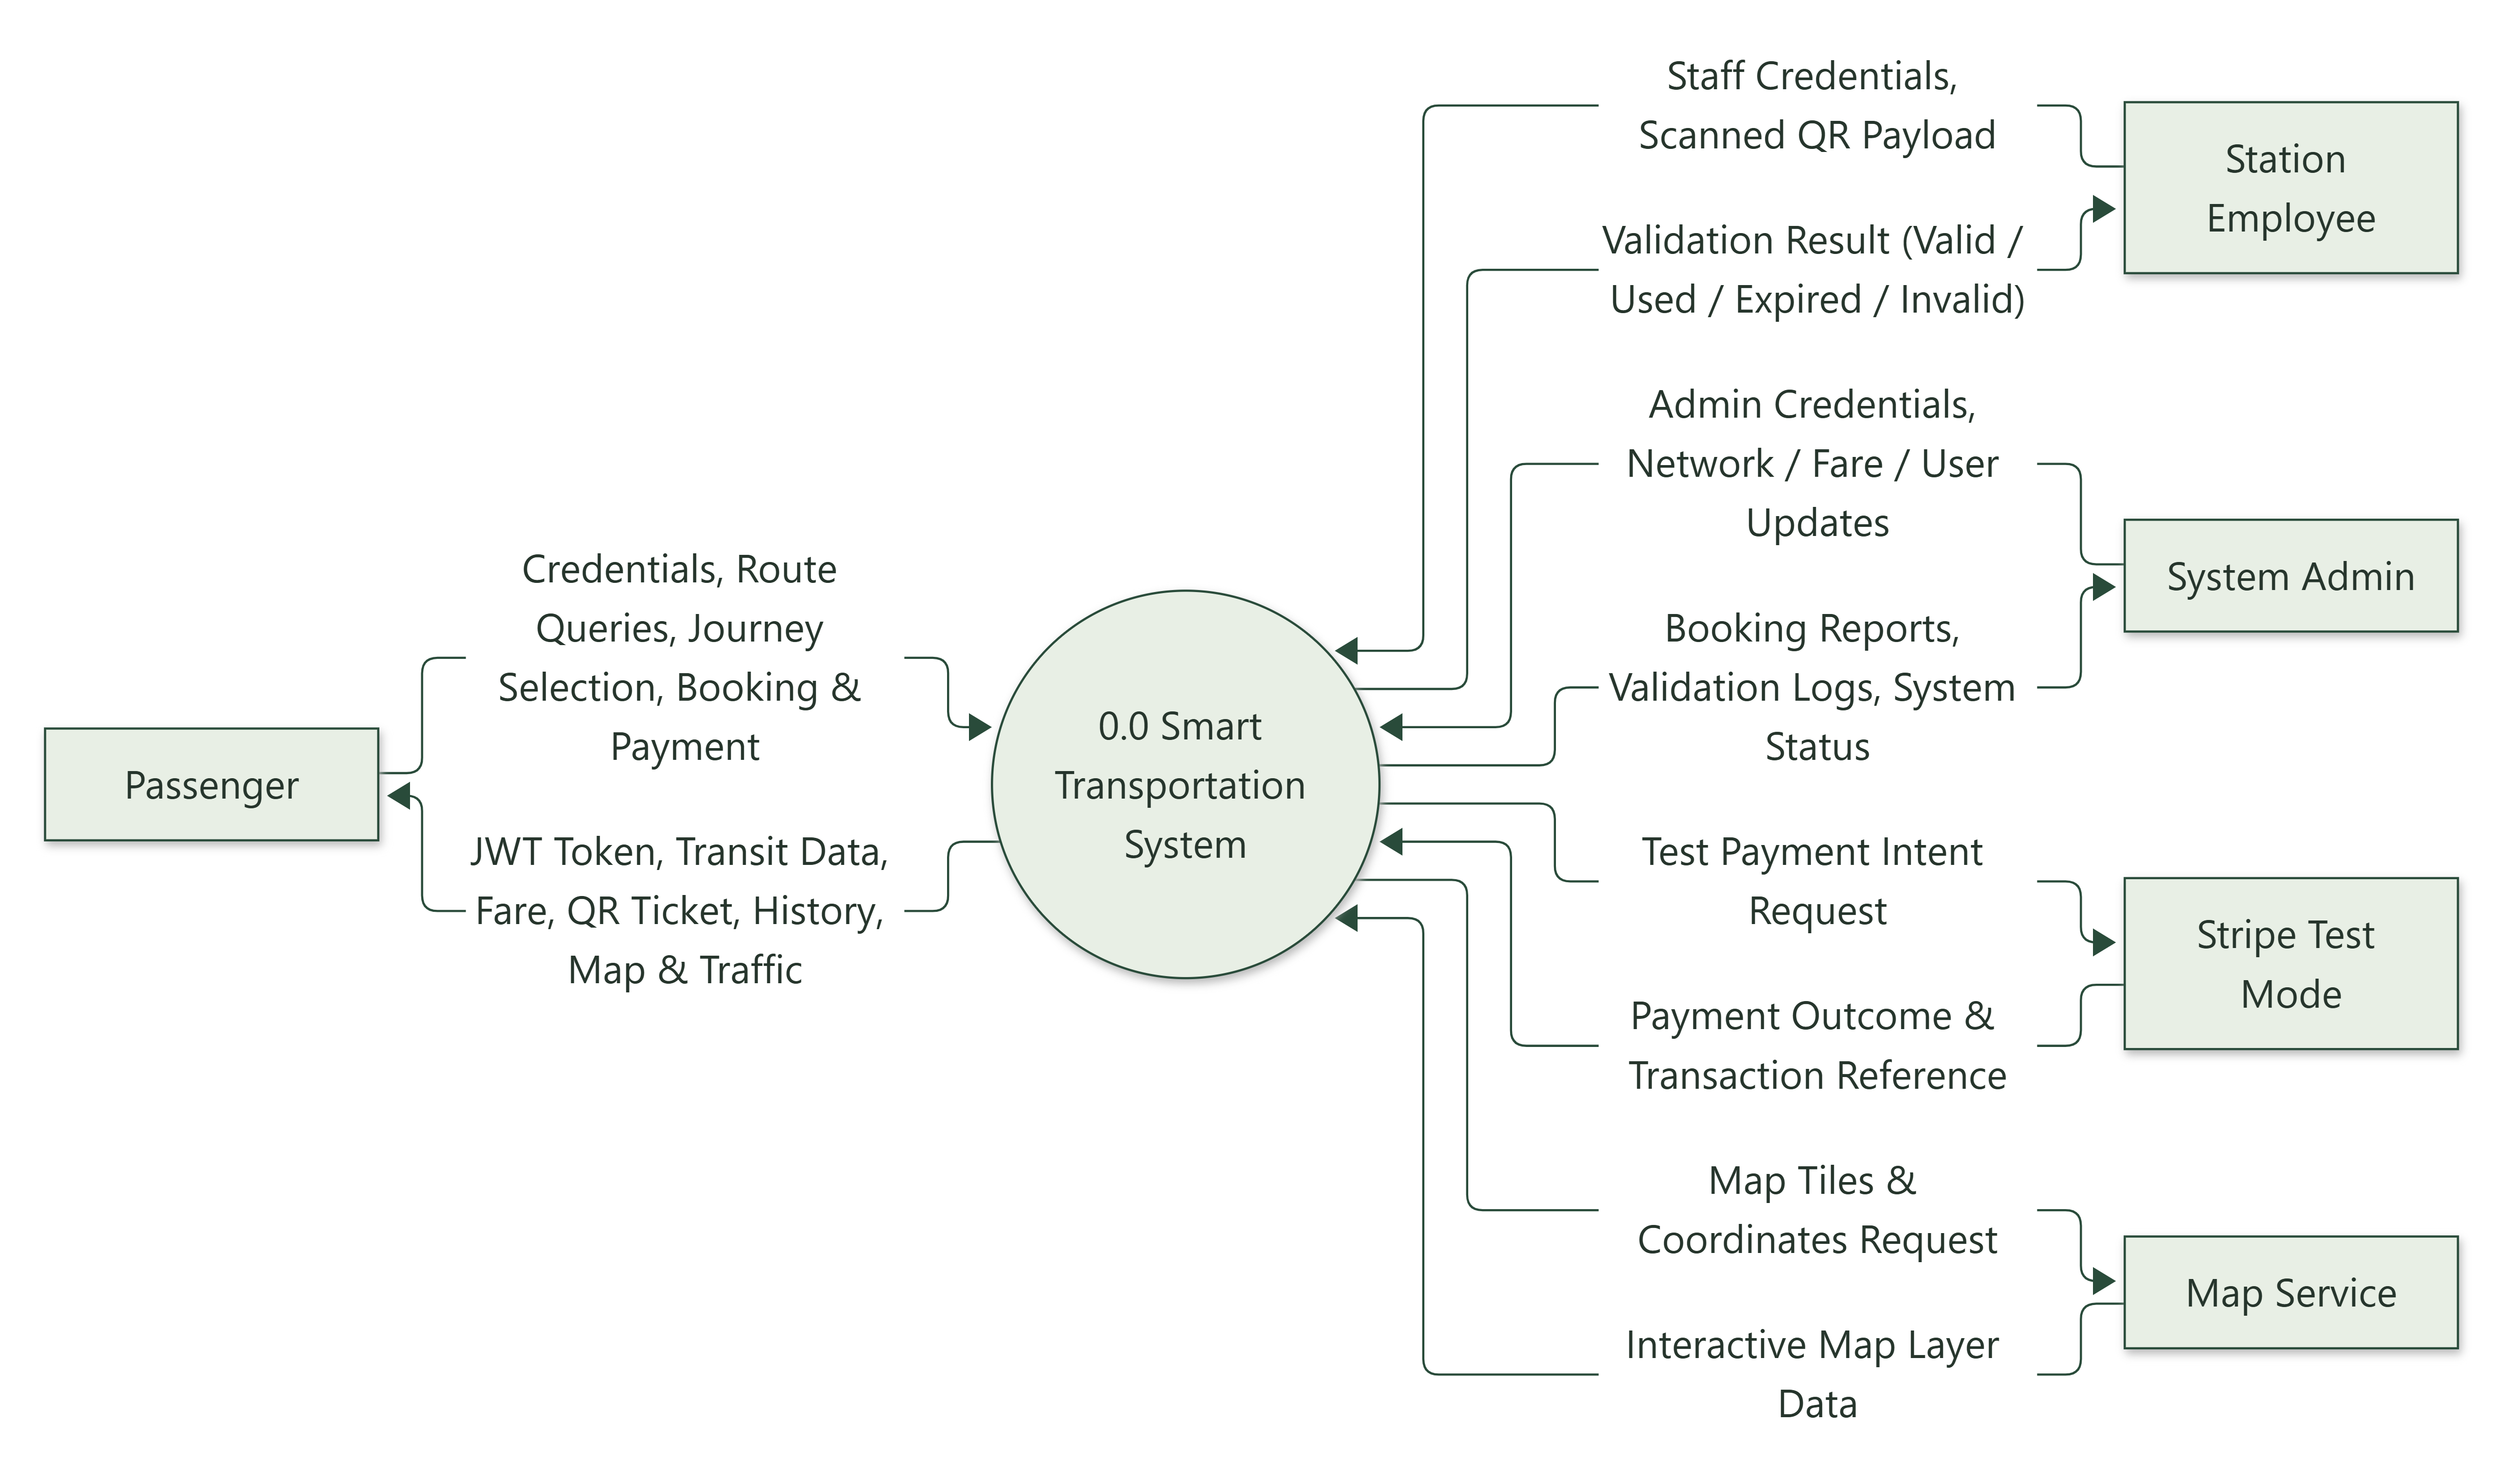 Staff Credentials,
Scanned QR Payload
Station
Employee
Validation Result (Valid /
Used / Expired / Invalid)
Admin Credentials,
Network / Fare / User
Updates
System Admin
Booking Reports,
Validation Logs, System
Status
Credentials, Route
Queries, Journey
Selection, Booking &
Payment
Passenger
JWT Token, Transit Data,
Fare, QR Ticket, History,
Map & Traffic
0.0 Smart
Transportation
System
Test Payment Intent
Request
Stripe Test
Mode
Payment Outcome &
Transaction Reference
Map Tiles &
Coordinates Request
Map Service
Interactive Map Layer
Data